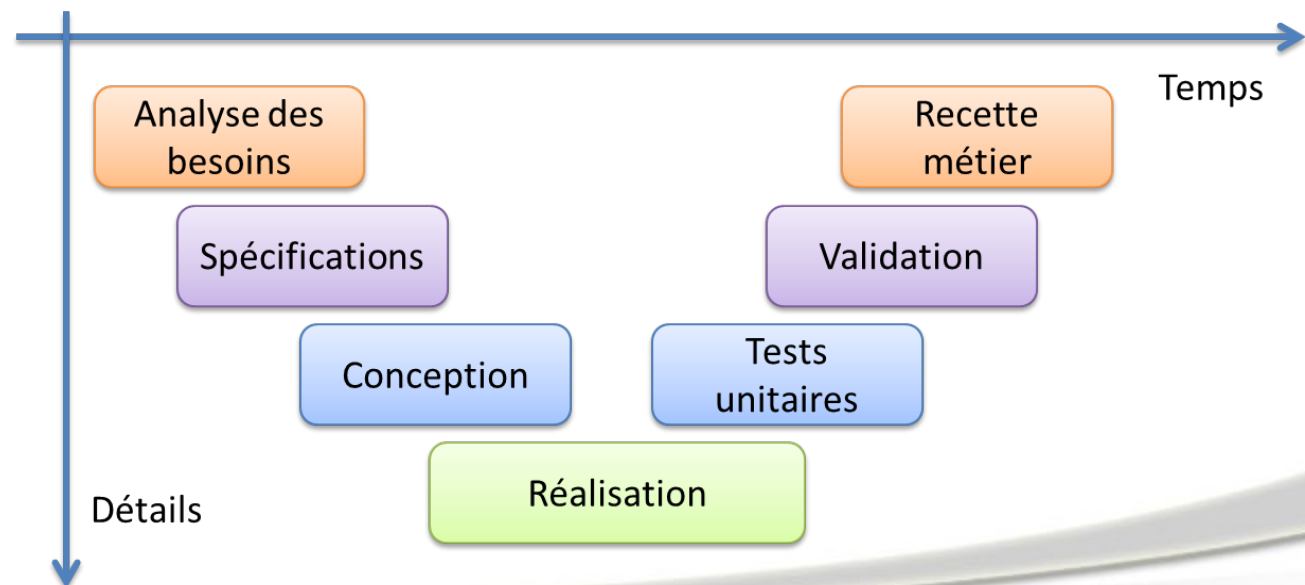 Temps
Analyse des
besoins
Recette
métier
Spécifications
Validation
Conception
Tests
unitaires
Réalisation
Détails